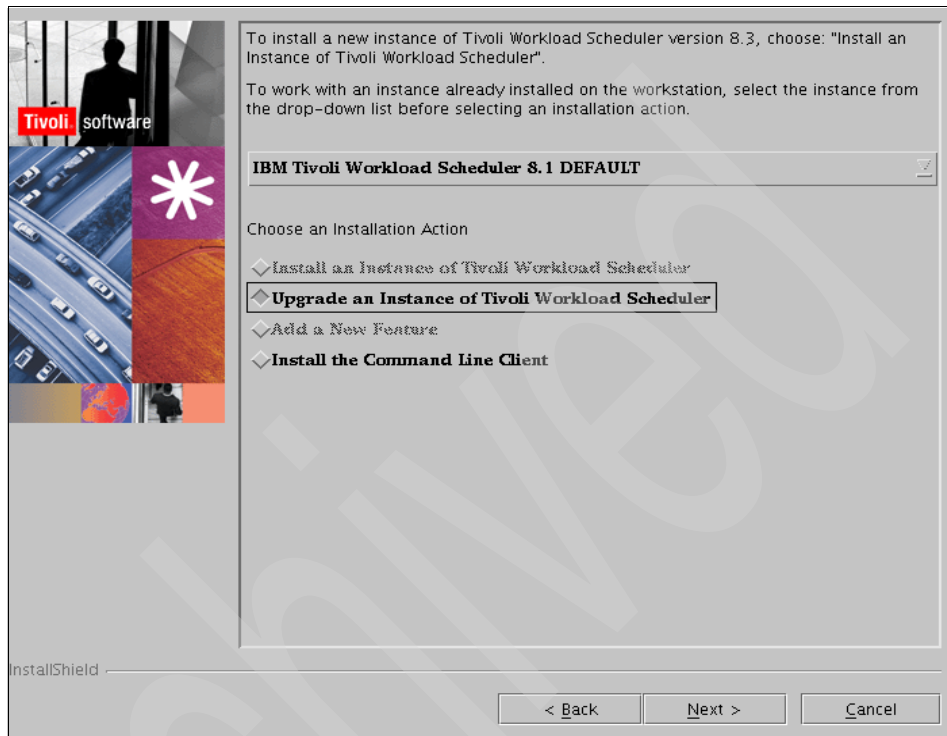 To install a new instance of Tivoli Workload Scheduler version 8.3, choose: "Install an
Instance of Tivoli Workload Scheduler".
To work with an instance already installed on the workstation, select the instance from
the drop-down list before selecting an installation action.
Tivoli software
IBM Tivoli Workload Scheduler 8.1 DEFAULT
Choose an Installation Action
Install an Instance of Tivoli Workload Scheduler
Upgrade an Instance of Tivoli Workload Scheduler
Add a New Feature
Install the Command Line Client
InstallShield
< Back
Next >
Cancel